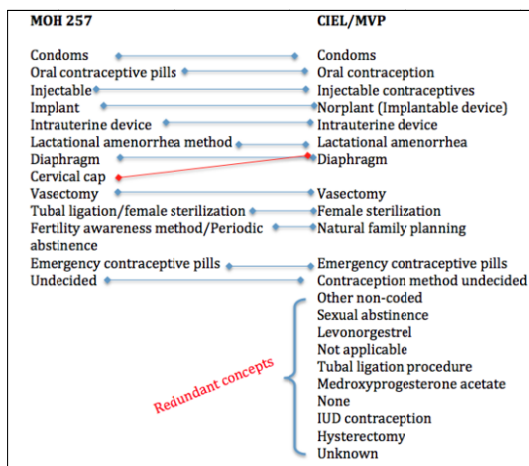 MOH 257 CIEL/MVP
Condoms Condoms
Oral contraceptive pills Oral contraception
Injectable Injectable contraceptives
Implant Norplant (Implantable device)
Intrauterine device Intrauterine device
Lactational amenorrhea method Lactational amenorrhea
Diaphragm Diaphragm
Cervical cap
Vasectomy Vasectomy
Tubal ligation/female sterilization Female sterilization
Fertility awareness method/Periodic Natural family planning
abstinence
Emergency contraceptive pills Emergency contraceptive pills
Undecided Contraception method undecided
Other non-coded
Sexual abstinence
Levonorgestrel
Not applicable
Tubal ligation procedure
Redundant concepts
Medroxyprogesterone acetate
None
IUD contraception
Hysterectomy
Unknown